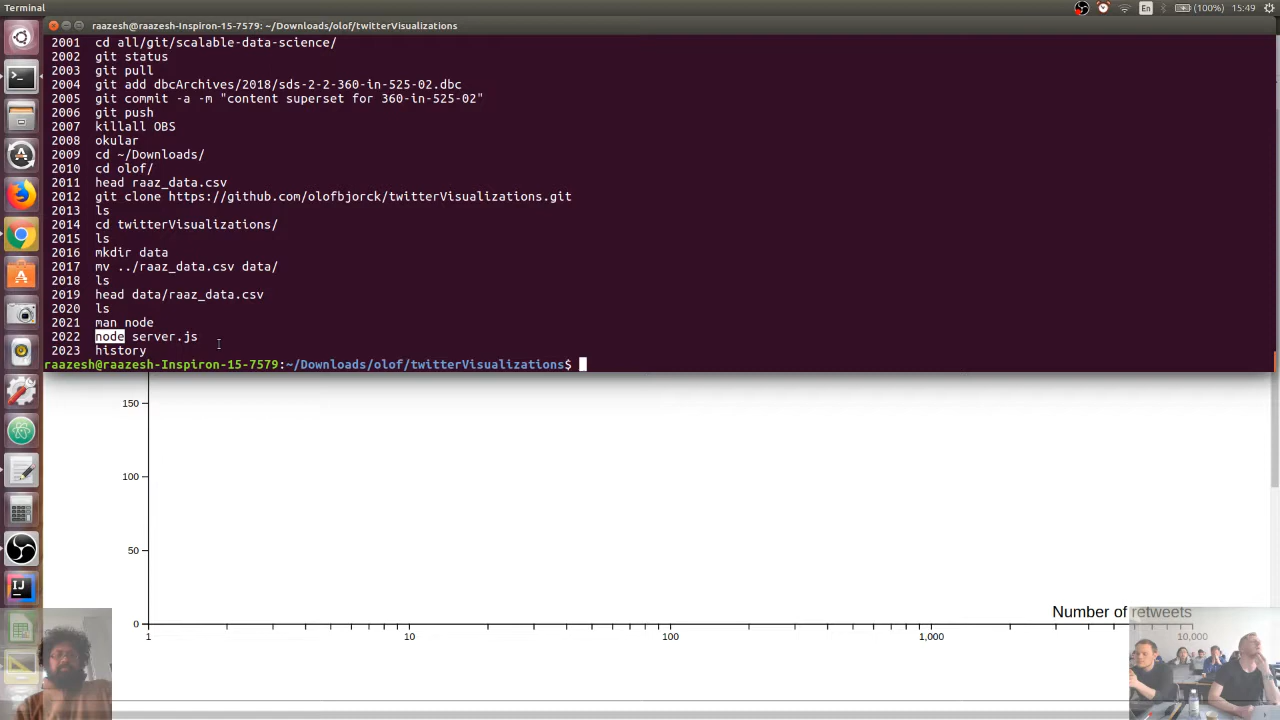 Terminal
En
(100%)
15:49
raazesh@raazesh-Inspiron-15-7579: ~/Downloads/olof/twitterVisualizations
2001 cd all/git/scalable-data-science/
2002 git status
2003 git pull
2004 git add dbcArchives/2018/sds-2-2-360-in-525-02.dbc
2005 git commit -a -m "content superset for 360-in-525-02"
2006 git push
2007 killall OBS
2008 okular
2009 cd ~/Downloads/
2010 cd olof/
2011 head raaz_data.csv
2012 git clone https://github.com/olofbjorck/twitterVisualizations.git
2013 ls
2014 cd twitterVisualizations/
2015 ls
2016 mkdir data
2017 mv ../raaz_data.csv data/
2018 ls
2019 head data/raaz_data.csv
2020 ls
2021 man node
2022 node server.js
2023 history
raazesh@raazesh-Inspiron-15-7579:~/Downloads/olof/twitterVisualizations$
150
100
50
0
Number of retweets
1 10 100 1,000 10,000
IJ